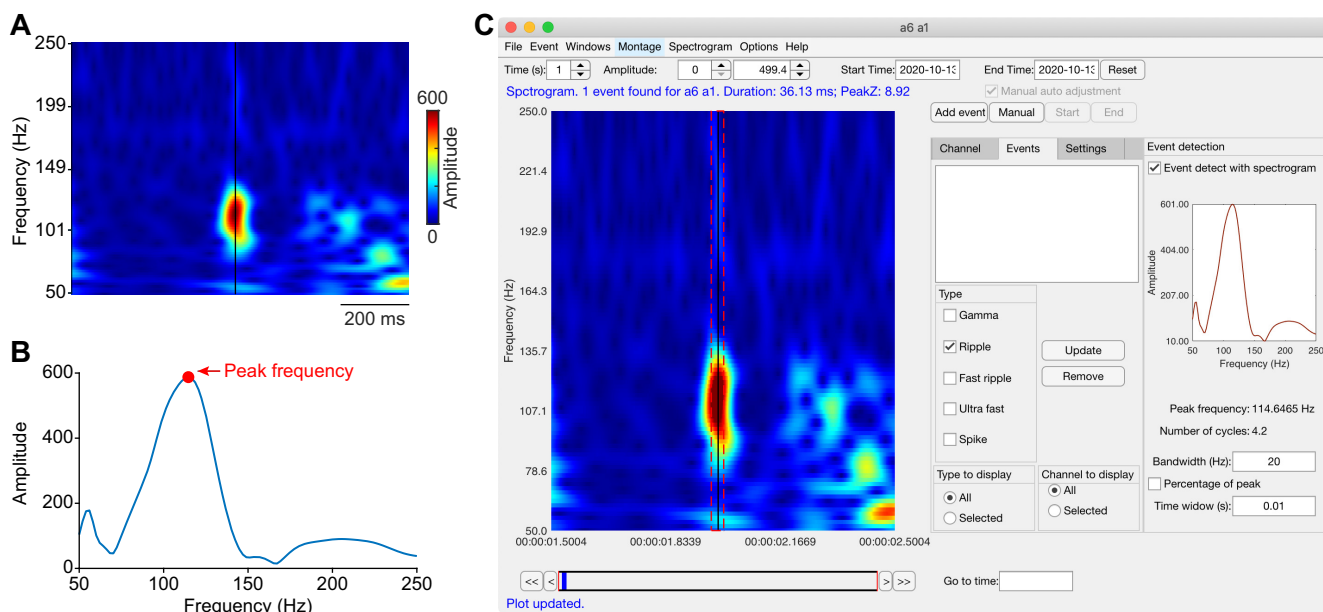 A
250
199
149
101
50
Frequency (Hz)
600
0
Amplitude
200 ms
B
600
400
200
0
Amplitude
Peak frequency
50
100
150
200
250
Frequency (Hz)
C
a6 a1
File Event Windows Montage Spectrogram Options Help
Time (s): 1 Amplitude: 0 499.4 Start Time: 2020-10-13 End Time: 2020-10-13 Reset
Spctrogram. 1 event found for a6 a1. Duration: 36.13 ms; PeakZ: 8.92
Manual auto adjustment
Add event Manual Start End
250.0
221.4
192.9
164.3
135.7
107.1
78.6
50.0
Frequency (Hz)
00:00:01.5004 00:00:01.8339 00:00:02.1669 00:00:02.5004
<< < > >>
Plot updated.
Channel Events Settings
Type
Gamma
Ripple
Fast ripple
Ultra fast
Spike
Update
Remove
Type to display
All
Selected
Channel to display
All
Selected
Go to time:
Event detection
Event detect with spectrogram
601.00
404.00
207.00
10.00
Amplitude
50 100 150 200 250
Frequency (Hz)
Peak frequency: 114.6465 Hz
Number of cycles: 4.2
Bandwidth (Hz): 20
Percentage of peak
Time widow (s): 0.01